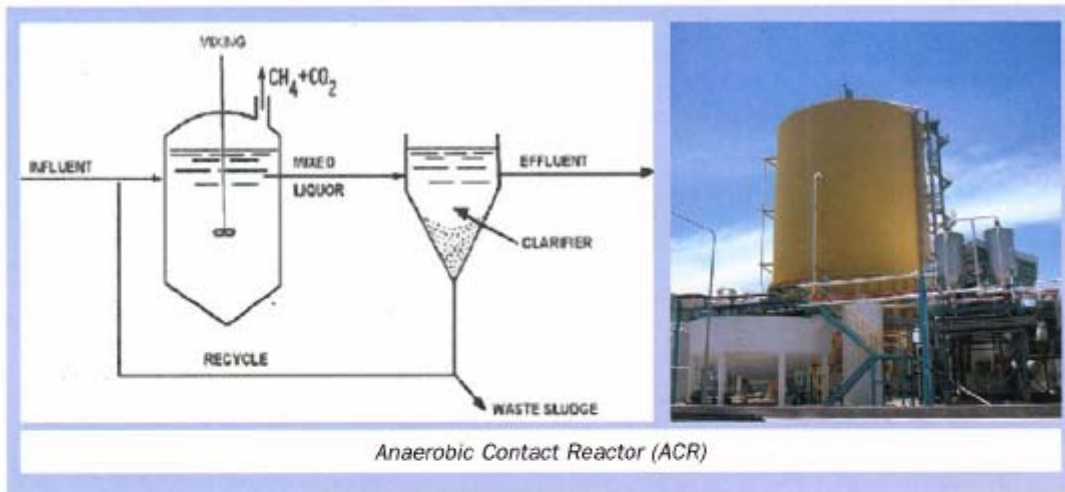 MIXING
CH4+CO2
INFLUENT
MIXED
LIQUOR
EFFLUENT
CLARIFIER
RECYCLE
WASTE SLUDGE
Anaerobic Contact Reactor (ACR)